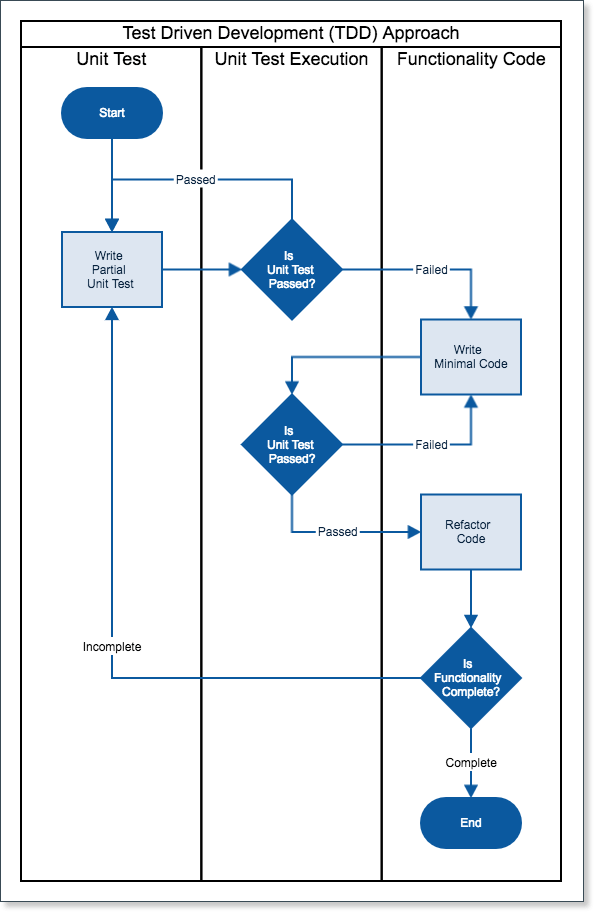 Test Driven Development (TDD) Approach
Unit Test
Unit Test Execution
Functionality Code
Start
Passed
Write
Partial
Unit Test
Is
Unit Test
Passed?
Failed
Write
Minimal Code
Is
Unit Test
Passed?
Failed
Passed
Refactor
Code
Incomplete
Is
Functionality
Complete?
Complete
End